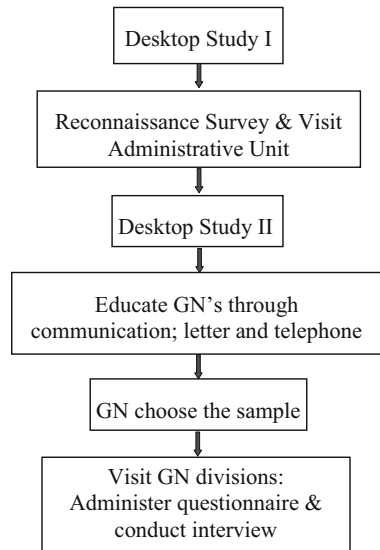 Desktop Study I
Reconnaissance Survey & Visit
Administrative Unit
Desktop Study II
Educate GN's through
communication; letter and telephone
GN choose the sample
Visit GN divisions:
Administer questionnaire &
conduct interview